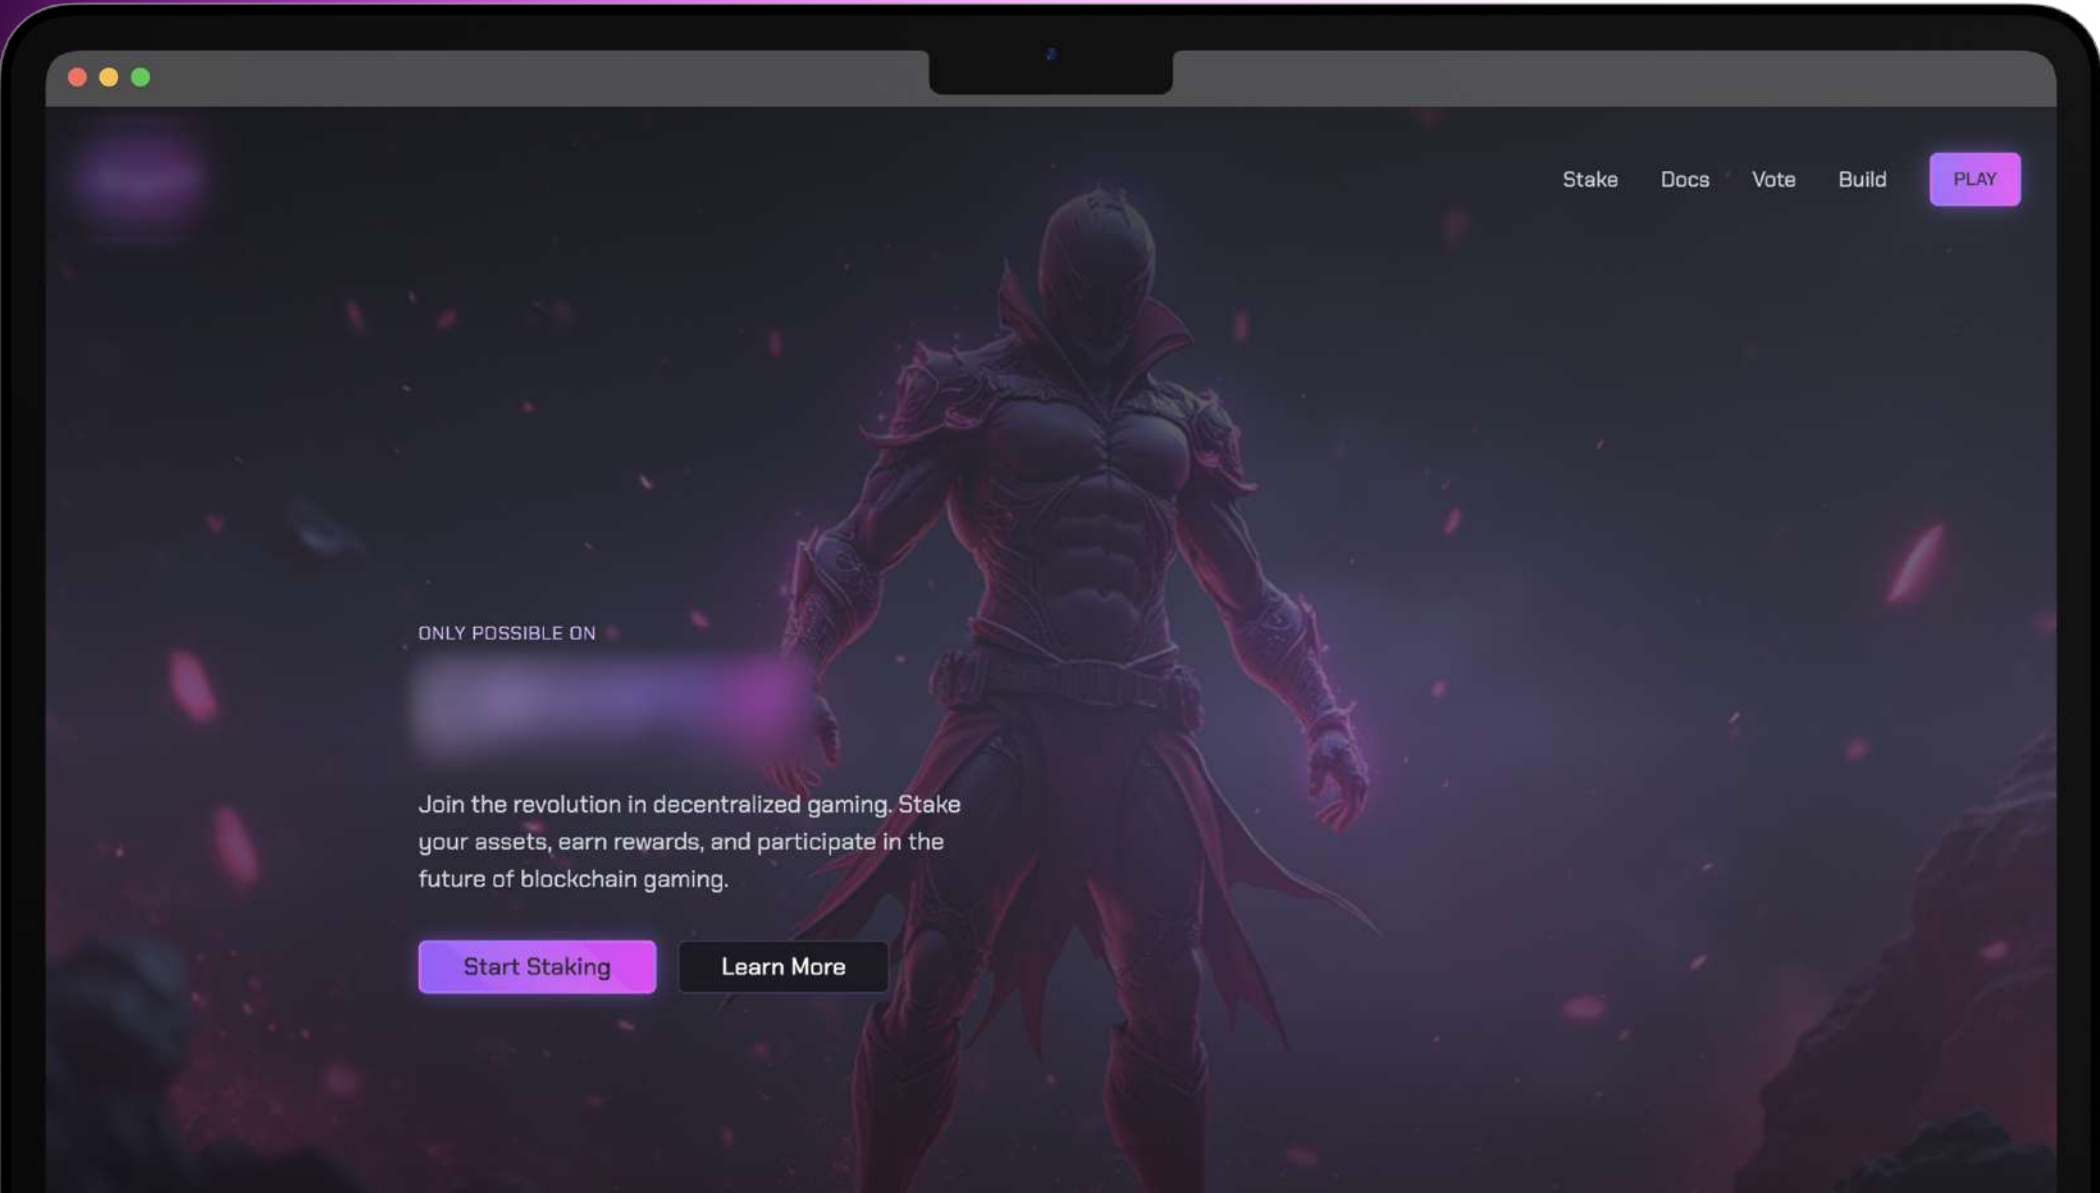 Stake
Docs
Vote
Build
PLAY
ONLY POSSIBLE ON
Join the revolution in decentralized gaming. Stake
your assets, earn rewards, and participate in the
future of blockchain gaming.
Start Staking
Learn More